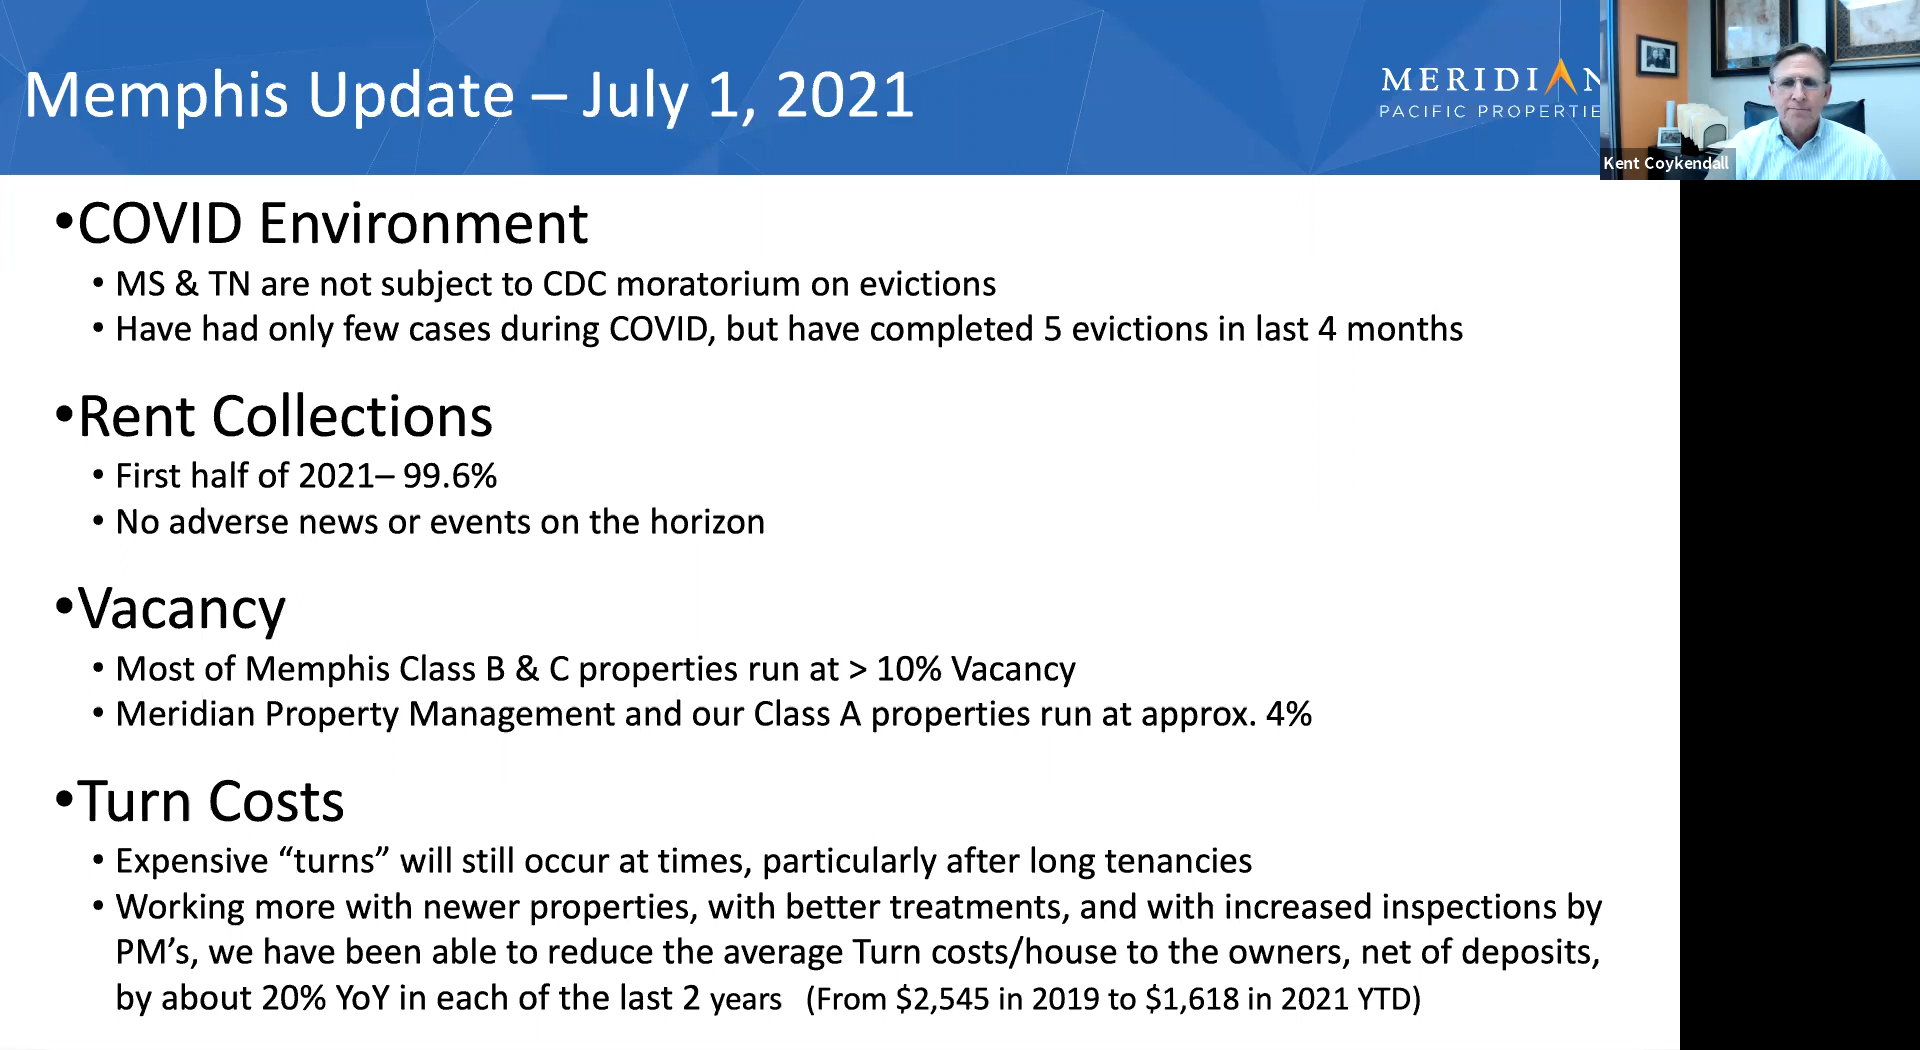 Memphis Update – July 1, 2021
MERIDIAN
PACIFIC PROPERTIE
Kent Coykendall
•COVID Environment
• MS & TN are not subject to CDC moratorium on evictions
• Have had only few cases during COVID, but have completed 5 evictions in last 4 months
•Rent Collections
• First half of 2021– 99.6%
• No adverse news or events on the horizon
•Vacancy
• Most of Memphis Class B & C properties run at > 10% Vacancy
• Meridian Property Management and our Class A properties run at approx. 4%
•Turn Costs
• Expensive “turns” will still occur at times, particularly after long tenancies
• Working more with newer properties, with better treatments, and with increased inspections by
PM’s, we have been able to reduce the average Turn costs/house to the owners, net of deposits,
by about 20% YoY in each of the last 2 years (From $2,545 in 2019 to $1,618 in 2021 YTD)